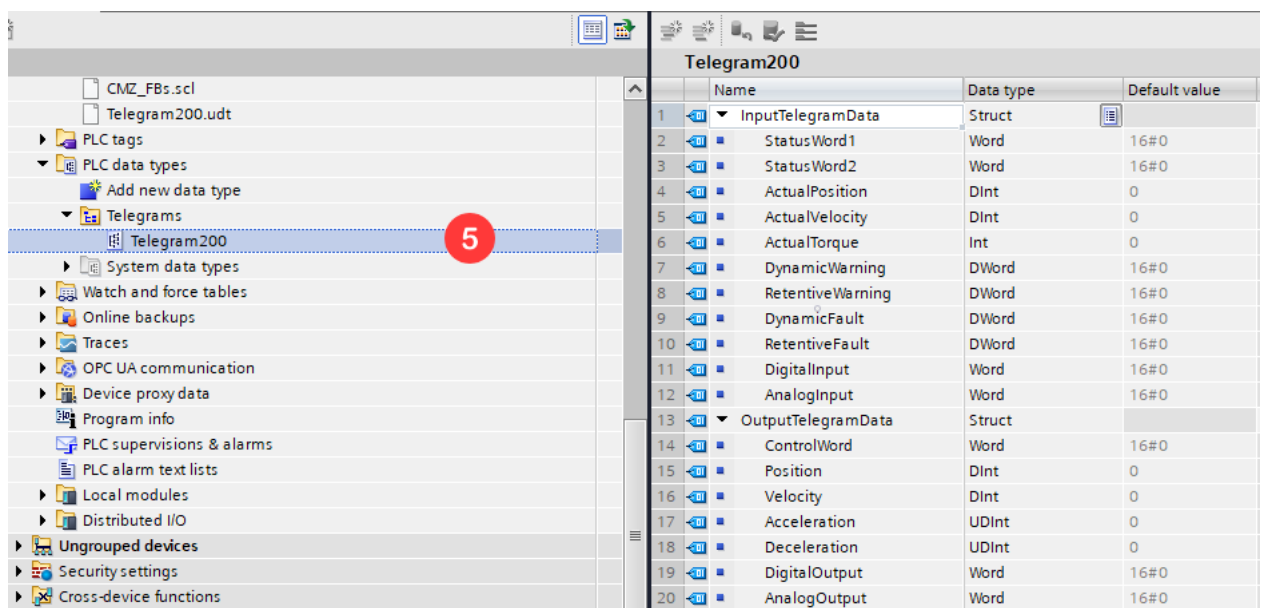 CMZ_FBs.scl
Telegram200.udt
PLC tags
PLC data types
Add new data type
Telegrams
Telegram200
5
System data types
Watch and force tables
Online backups
Traces
OPC UA communication
Device proxy data
Program info
PLC supervisions & alarms
PLC alarm text lists
Local modules
Distributed I/O
Ungrouped devices
Security settings
Cross-device functions
Telegram200
Name Data type Default value
1 InputTelegramData Struct
2 StatusWord1 Word 16#0
3 StatusWord2 Word 16#0
4 ActualPosition DInt 0
5 ActualVelocity DInt 0
6 ActualTorque Int 0
7 DynamicWarning DWord 16#0
8 RetentiveWarning DWord 16#0
9 DynamicFault DWord 16#0
10 RetentiveFault DWord 16#0
11 DigitalInput Word 16#0
12 AnalogInput Word 16#0
13 OutputTelegramData Struct
14 ControlWord Word 16#0
15 Position DInt 0
16 Velocity DInt 0
17 Acceleration UDInt 0
18 Deceleration UDInt 0
19 DigitalOutput Word 16#0
20 AnalogOutput Word 16#0